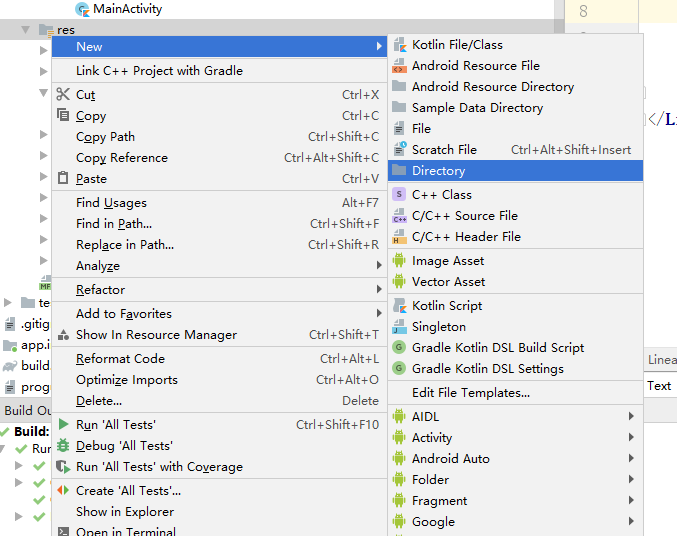 MainActivity
8
res
New
Link C++ Project with Gradle
Cut Ctrl+X
Copy Ctrl+C
Copy Path Ctrl+Shift+C
Copy Reference Ctrl+Alt+Shift+C
Paste Ctrl+V
Find Usages Alt+F7
Find in Path... Ctrl+Shift+F
Replace in Path... Ctrl+Shift+R
Analyze
Refactor
Add to Favorites
Show In Resource Manager Ctrl+Shift+T
Reformat Code Ctrl+Alt+L
Optimize Imports Ctrl+Alt+O
Delete... Delete
Run 'All Tests' Ctrl+Shift+F10
Debug 'All Tests'
Run 'All Tests' with Coverage
Create 'All Tests'...
Show in Explorer
Open in Terminal
Kotlin File/Class
Android Resource File
Android Resource Directory
Sample Data Directory
File
Scratch File Ctrl+Alt+Shift+Insert
Directory
C++ Class
C/C++ Source File
C/C++ Header File
Image Asset
Vector Asset
Kotlin Script
Singleton
Gradle Kotlin DSL Build Script
Gradle Kotlin DSL Settings
Edit File Templates...
AIDL
Activity
Android Auto
Folder
Fragment
Google
</Li
Linea
Text
MF
te
.gitig
app.i
build
prog
Build Ou
Build:
Run